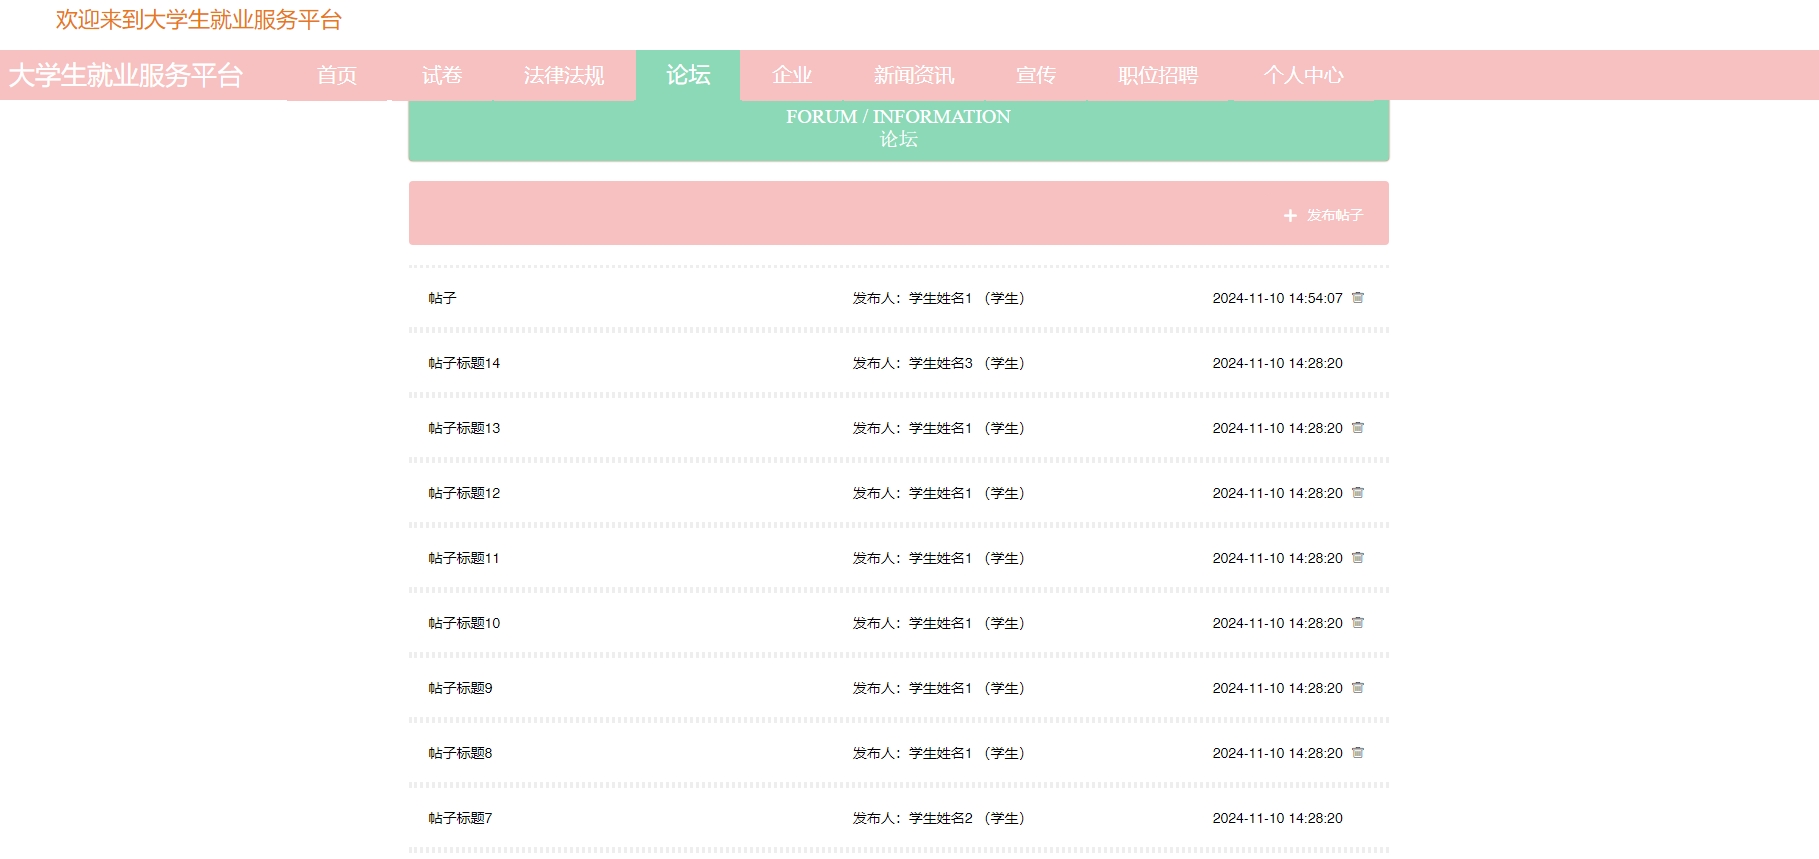 欢迎来到大学生就业服务平台
大学生就业服务平台 首页 试卷 法律法规 论坛 企业 新闻资讯 宣传 职位招聘 个人中心
FORUM / INFORMATION
论坛
发布帖子
帖子 发布人：学生姓名1 （学生） 2024-11-10 14:54:07
帖子标题14 发布人：学生姓名3 （学生） 2024-11-10 14:28:20
帖子标题13 发布人：学生姓名1 （学生） 2024-11-10 14:28:20
帖子标题12 发布人：学生姓名1 （学生） 2024-11-10 14:28:20
帖子标题11 发布人：学生姓名1 （学生） 2024-11-10 14:28:20
帖子标题10 发布人：学生姓名1 （学生） 2024-11-10 14:28:20
帖子标题9 发布人：学生姓名1 （学生） 2024-11-10 14:28:20
帖子标题8 发布人：学生姓名1 （学生） 2024-11-10 14:28:20
帖子标题7 发布人：学生姓名2 （学生） 2024-11-10 14:28:20